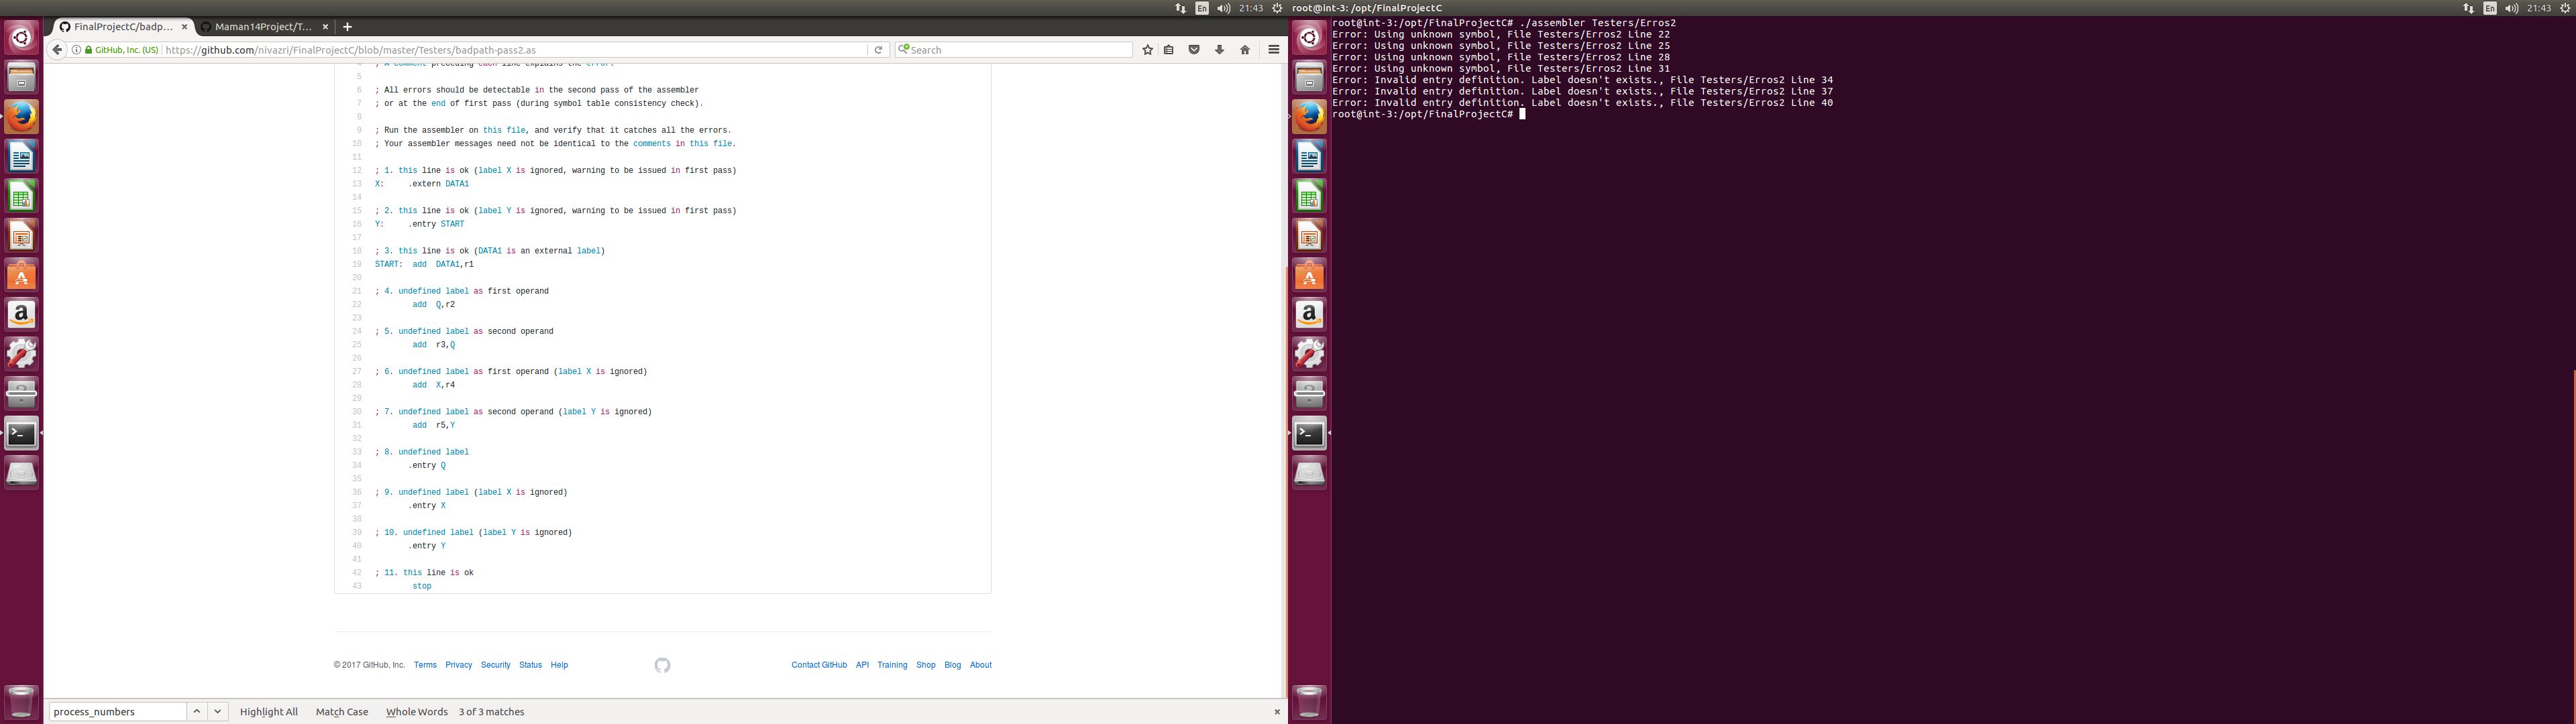 En 21:43
FinalProjectC/badp... × Maman14Project/T... × +
GitHub, Inc. (US) https://github.com/nivazri/FinalProjectC/blob/master/Testers/badpath-pass2.as Search
4 ; A comment preceding each line explains the error.
5
6 ; All errors should be detectable in the second pass of the assembler
7 ; or at the end of first pass (during symbol table consistency check).
8
9 ; Run the assembler on this file, and verify that it catches all the errors.
10 ; Your assembler messages need not be identical to the comments in this file.
11
12 ; 1. this line is ok (label X is ignored, warning to be issued in first pass)
13 X: .extern DATA1
14
15 ; 2. this line is ok (label Y is ignored, warning to be issued in first pass)
16 Y: .entry START
17
18 ; 3. this line is ok (DATA1 is an external label)
19 START: add DATA1,r1
20
21 ; 4. undefined label as first operand
22 add Q,r2
23
24 ; 5. undefined label as second operand
25 add r3,Q
26
27 ; 6. undefined label as first operand (label X is ignored)
28 add X,r4
29
30 ; 7. undefined label as second operand (label Y is ignored)
31 add r5,Y
32
33 ; 8. undefined label
34 .entry Q
35
36 ; 9. undefined label (label X is ignored)
37 .entry X
38
39 ; 10. undefined label (label Y is ignored)
40 .entry Y
41
42 ; 11. this line is ok
43 stop
© 2017 GitHub, Inc. Terms Privacy Security Status Help Contact GitHub API Training Shop Blog About
process_numbers Highlight All Match Case Whole Words 3 of 3 matches ×
root@int-3: /opt/FinalProjectC En 21:43
root@int-3:/opt/FinalProjectC# ./assembler Testers/Erros2
Error: Using unknown symbol, File Testers/Erros2 Line 22
Error: Using unknown symbol, File Testers/Erros2 Line 25
Error: Using unknown symbol, File Testers/Erros2 Line 28
Error: Using unknown symbol, File Testers/Erros2 Line 31
Error: Invalid entry definition. Label doesn't exists., File Testers/Erros2 Line 34
Error: Invalid entry definition. Label doesn't exists., File Testers/Erros2 Line 37
Error: Invalid entry definition. Label doesn't exists., File Testers/Erros2 Line 40
root@int-3:/opt/FinalProjectC#